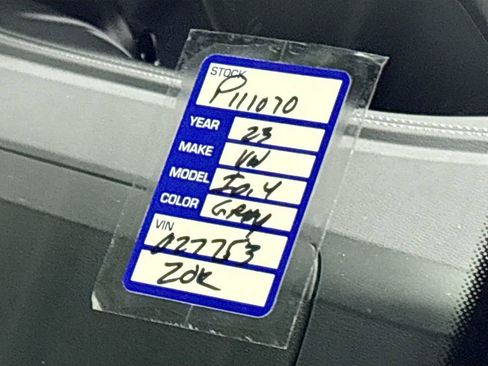 STOCK
P111070
YEAR 23
MAKE VW
MODEL ID.4
COLOR GRAY
VIN
027753
20K